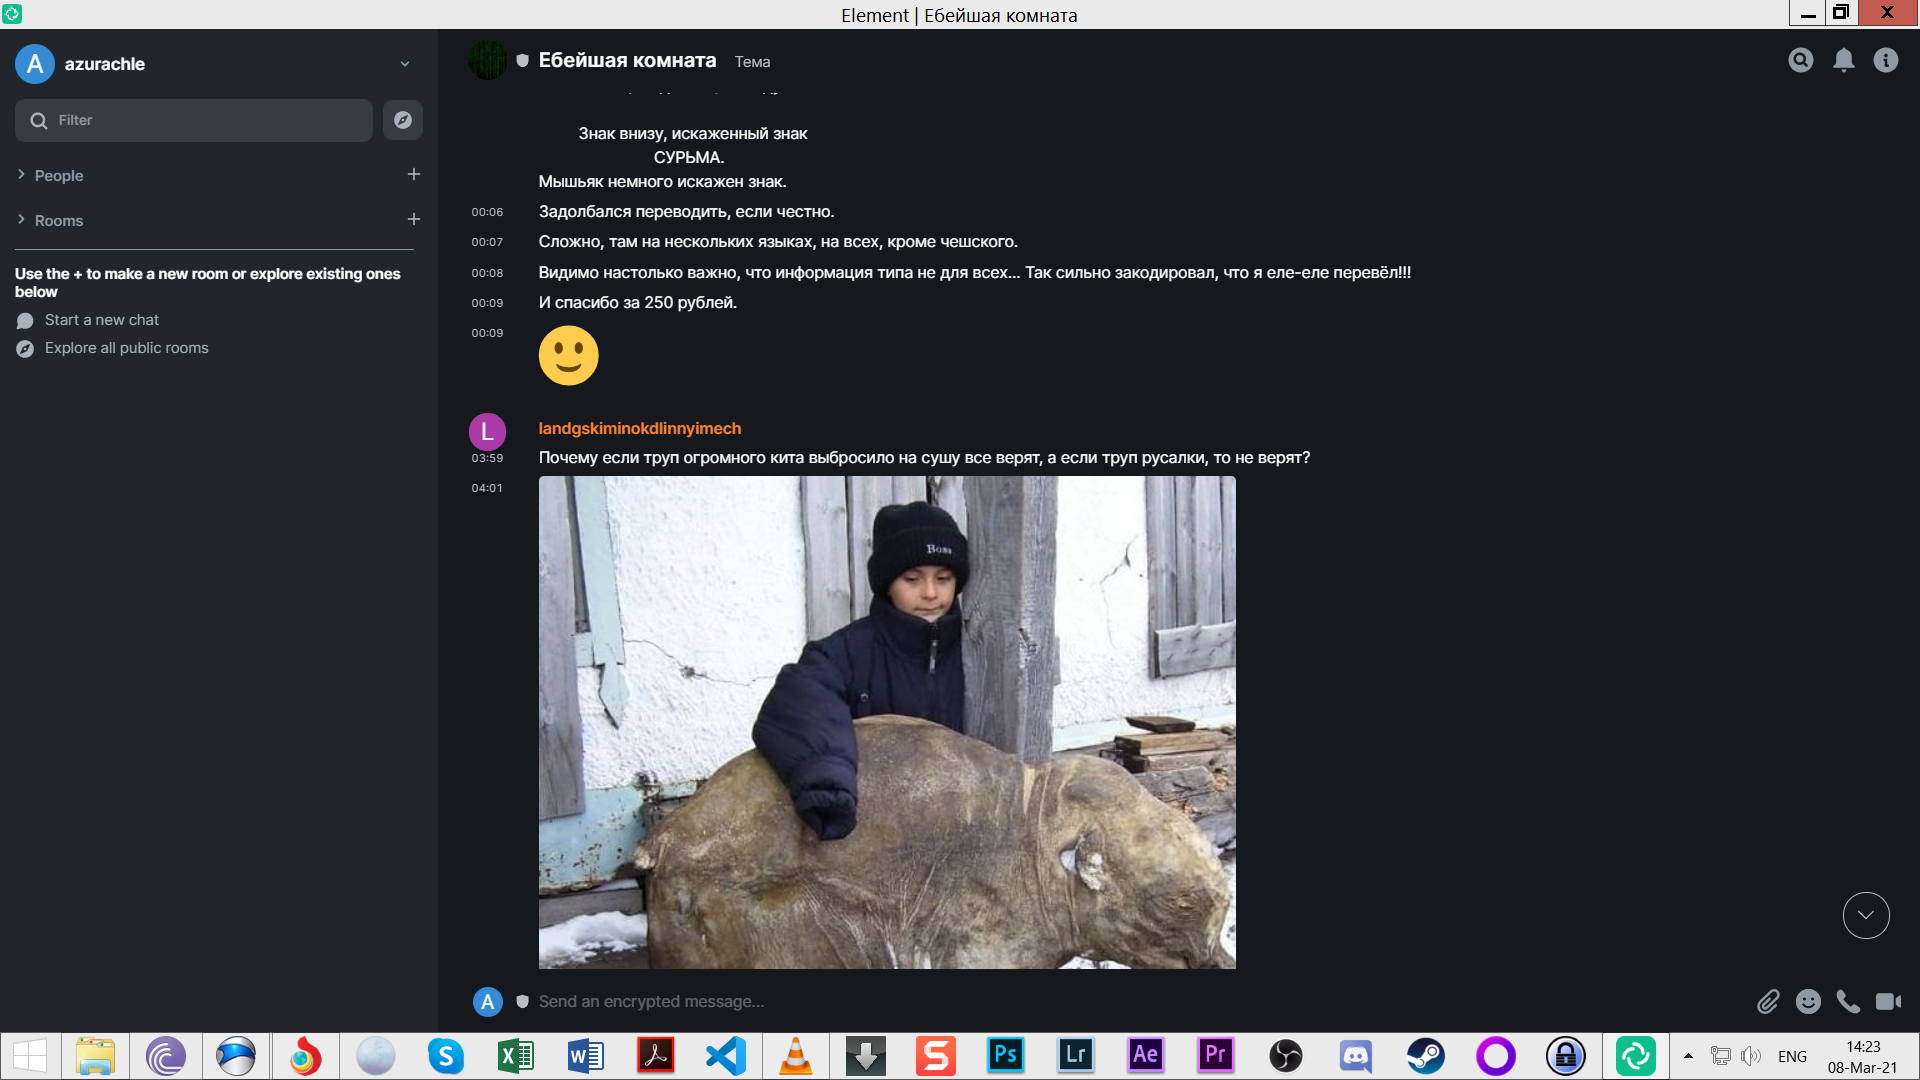 Element | Ебейшая комната
A azurachle
Filter
People
Rooms
Use the + to make a new room or explore existing ones
below
Start a new chat
Explore all public rooms
Ебейшая комната Тема
Знак внизу, искаженный знак
СУРЬМА.
Мышьяк немного искажен знак.
00:06 Задолбался переводить, если честно.
00:07 Сложно, там на нескольких языках, на всех, кроме чешского.
00:08 Видимо настолько важно, что информация типа не для всех... Так сильно закодировал, что я еле-еле перевёл!!!
00:09 И спасибо за 250 рублей.
00:09
L landgskiminokdlinnyimech
03:59 Почему если труп огромного кита выбросило на сушу все верят, а если труп русалки, то не верят?
04:01
A Send an encrypted message...
S X W S Ps Lr Ae Pr ENG 14:23
08-Mar-21